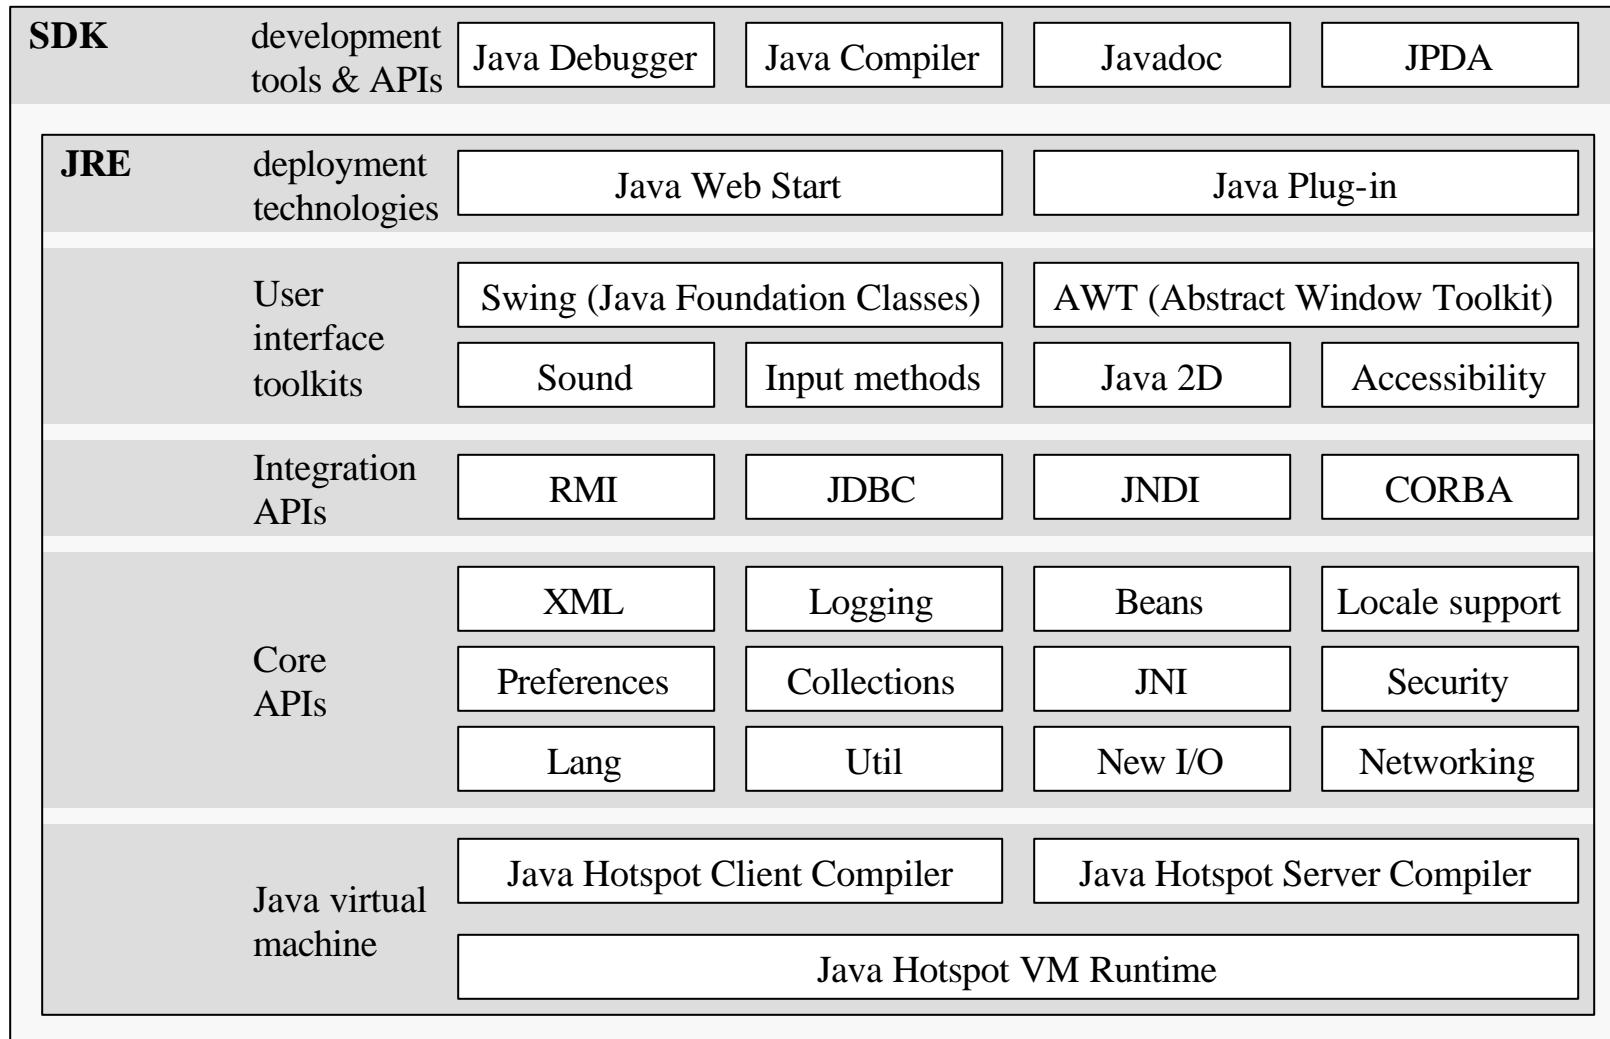 SDK
development
tools & APIs
Java Debugger
Java Compiler
Javadoc
JPDA
JRE
deployment
technologies
Java Web Start
Java Plug-in
User
interface
toolkits
Swing (Java Foundation Classes)
AWT (Abstract Window Toolkit)
Sound
Input methods
Java 2D
Accessibility
Integration
APIs
RMI
JDBC
JNDI
CORBA
Core
APIs
XML
Logging
Beans
Locale support
Preferences
Collections
JNI
Security
Lang
Util
New I/O
Networking
Java virtual
machine
Java Hotspot Client Compiler
Java Hotspot Server Compiler
Java Hotspot VM Runtime